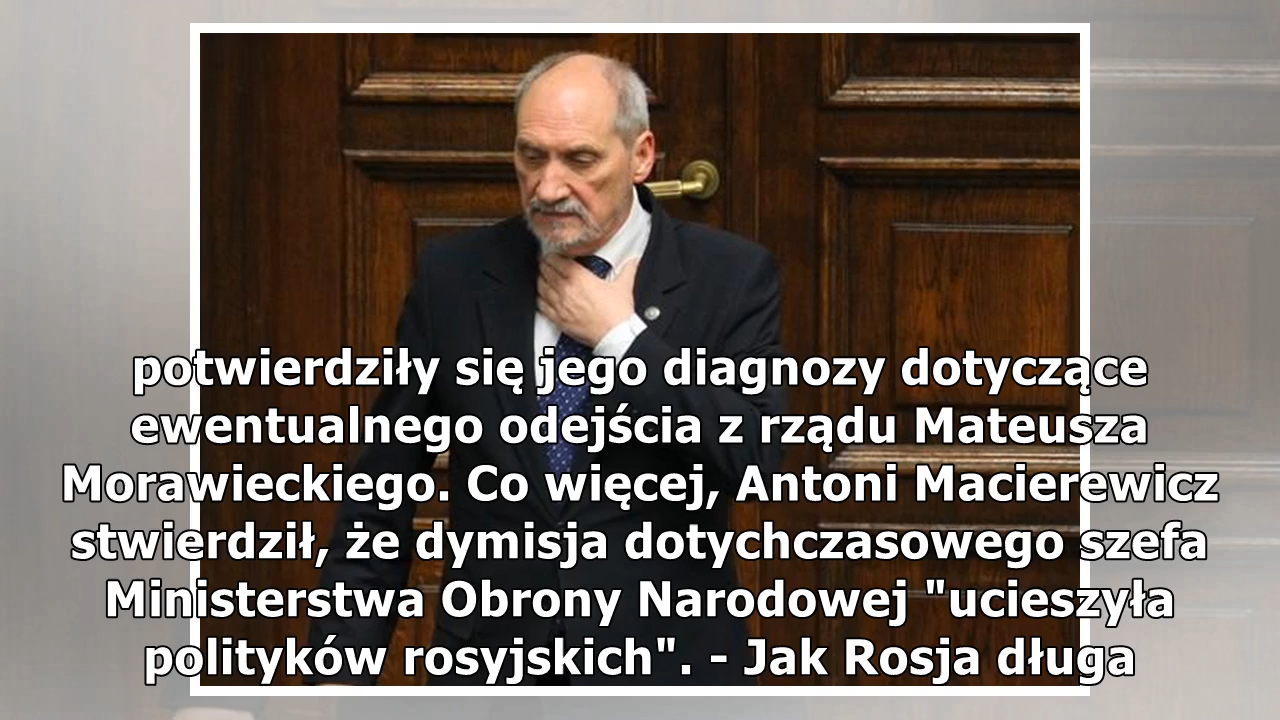 potwierdziły się jego diagnozy dotyczące
ewentualnego odejścia z rządu Mateusza
Morawieckiego. Co więcej, Antoni Macierewicz
stwierdził, że dymisja dotychczasowego szefa
Ministerstwa Obrony Narodowej "ucieszyła
polityków rosyjskich". - Jak Rosja długa